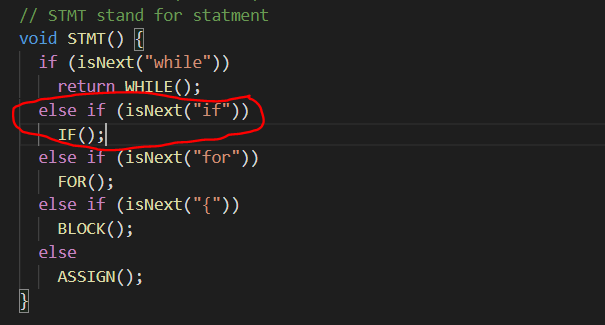 // STMT stand for statment
void STMT() {
if (isNext("while"))
return WHILE();
else if (isNext("if"))
IF();
else if (isNext("for"))
FOR();
else if (isNext("{"))
BLOCK();
else
ASSIGN();
}